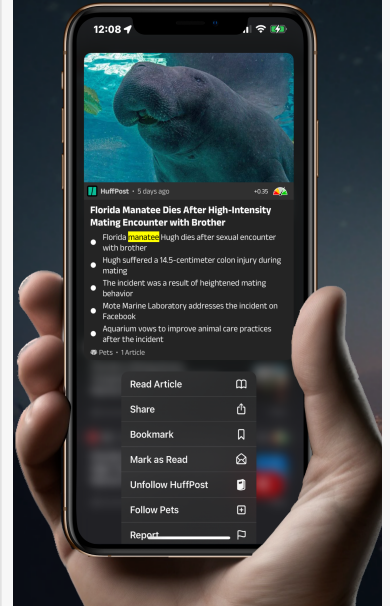 12:08
HuffPost • 5 days ago +0.35
Florida Manatee Dies After High-Intensity
Mating Encounter with Brother
Florida manatee Hugh dies after sexual encounter
with brother
Hugh suffered a 14.5-centimeter colon injury during
mating
The incident was a result of heightened mating
behavior
Mote Marine Laboratory addresses the incident on
Facebook
Aquarium vows to improve animal care practices
after the incident
Pets • 1 Article
Read Article
Share
Bookmark
Mark as Read
Unfollow HuffPost
Follow Pets
Report